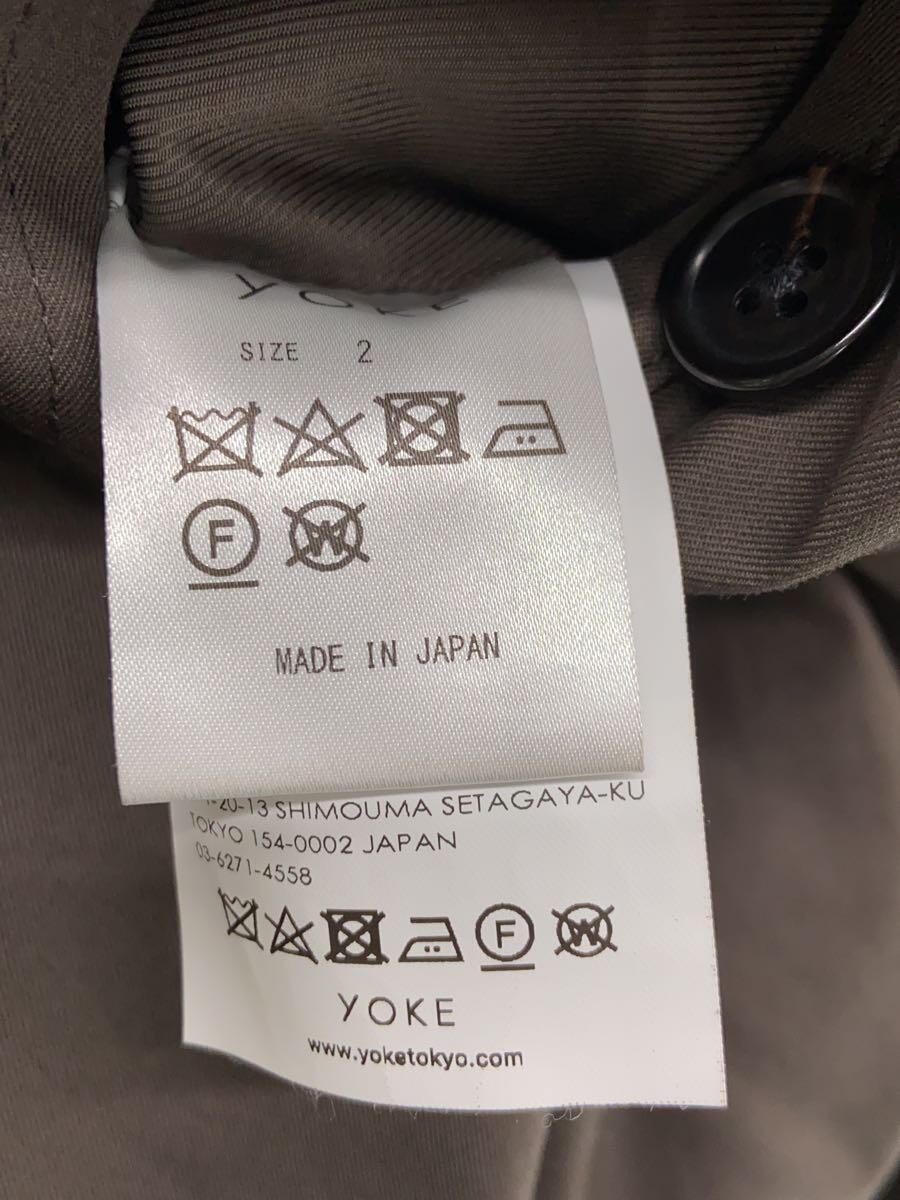 YOKE
SIZE 2
F
W
MADE IN JAPAN
-20-13 SHIMOUMA SETAGAYA-KU
TOKYO 154-0002 JAPAN
03-6271-4558
F W
YOKE
www.yoketokyo.com